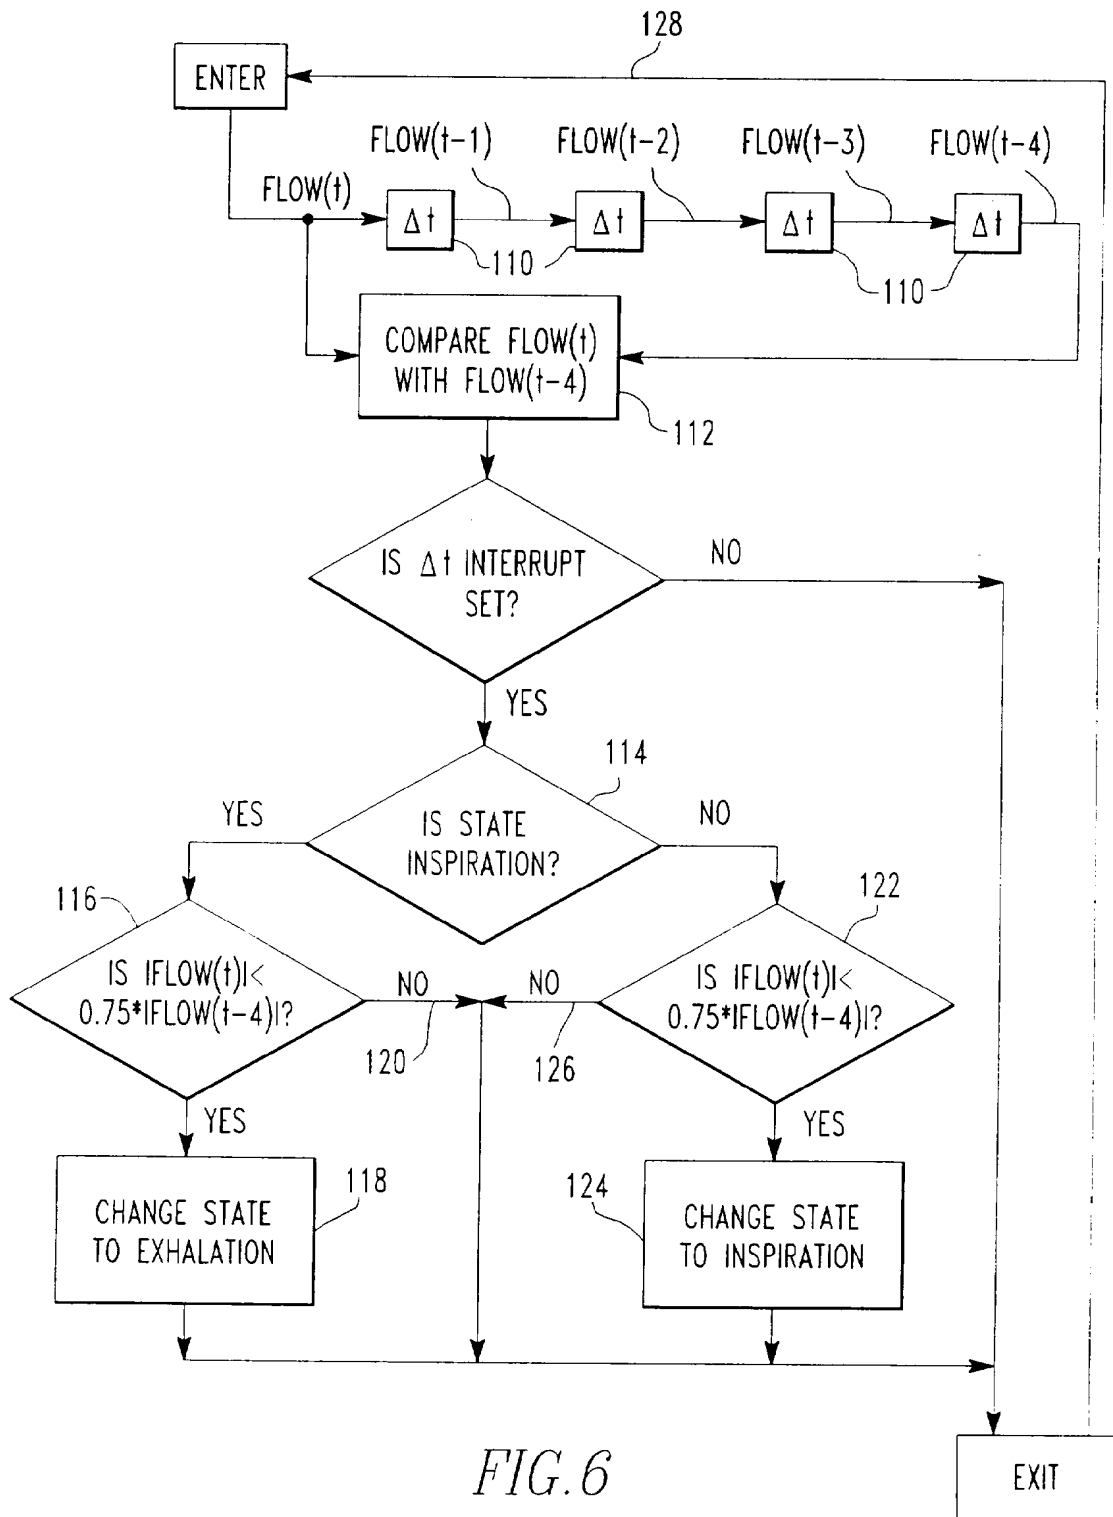 128
ENTER
FLOW(t-1)
FLOW(t-2)
FLOW(t-3)
FLOW(t-4)
FLOW(t)
Δt
Δt
Δt
Δt
110
110
COMPARE FLOW(t)
WITH FLOW(t-4)
112
IS Δt INTERRUPT
SET?
NO
YES
114
YES
IS STATE
INSPIRATION?
NO
116
122
IS |FLOW(t)|<
0.75*|FLOW(t-4)|?
NO
NO
IS |FLOW(t)|<
0.75*|FLOW(t-4)|?
120
126
YES
YES
CHANGE STATE
TO EXHALATION
118
124
CHANGE STATE
TO INSPIRATION
FIG.6
EXIT